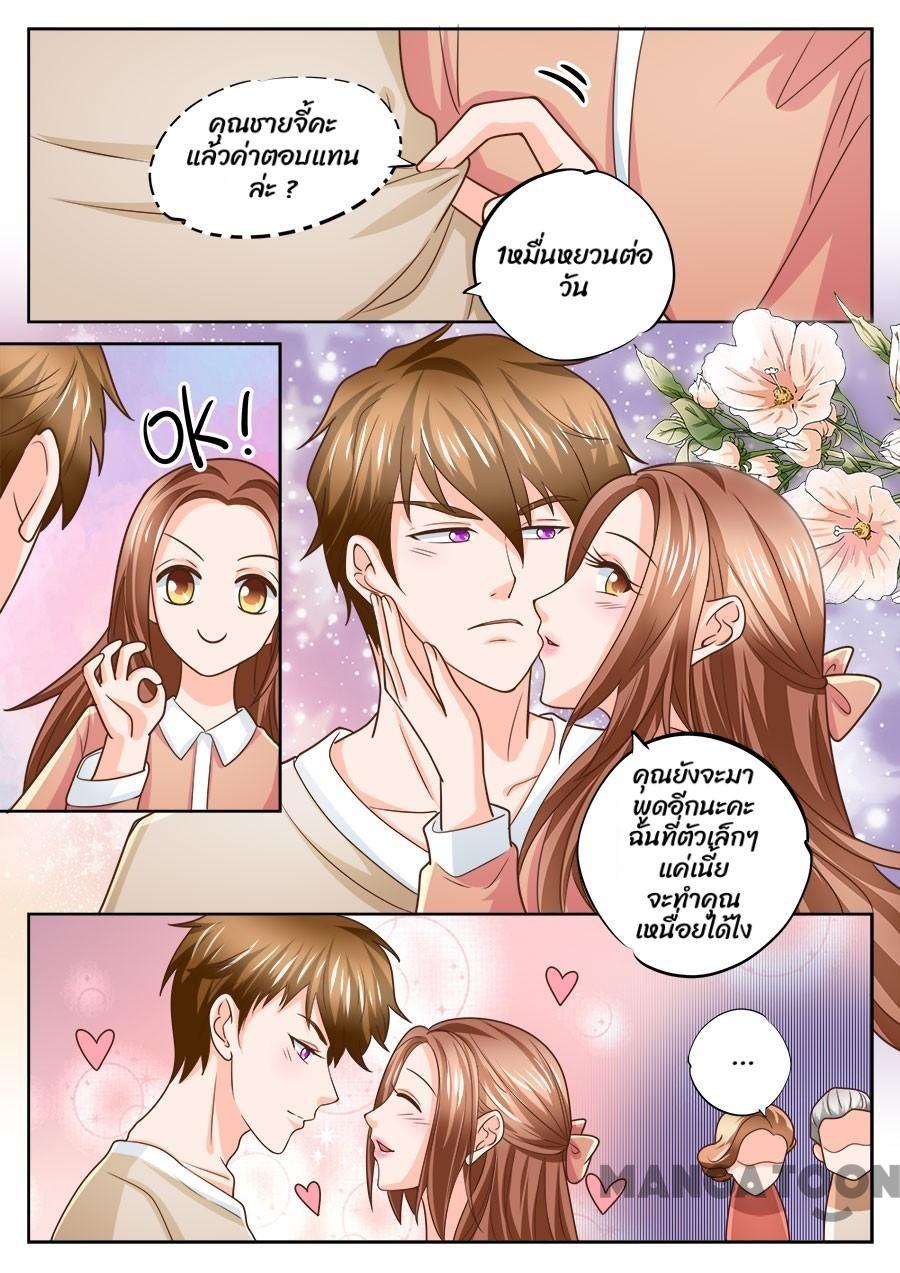 คุณชายจี้คะ
แล้วค่าตอบแทน
ล่ะ ?
1หมื่นหยวนต่อ
วัน
OK!
คุณยังจะมา
พูดอีกนะคะ
ฉันที่ตัวเล็กๆ
แค่เนี้ย
จะทำคุณ
เหนื่อยได้ไง
...
MANGATOON